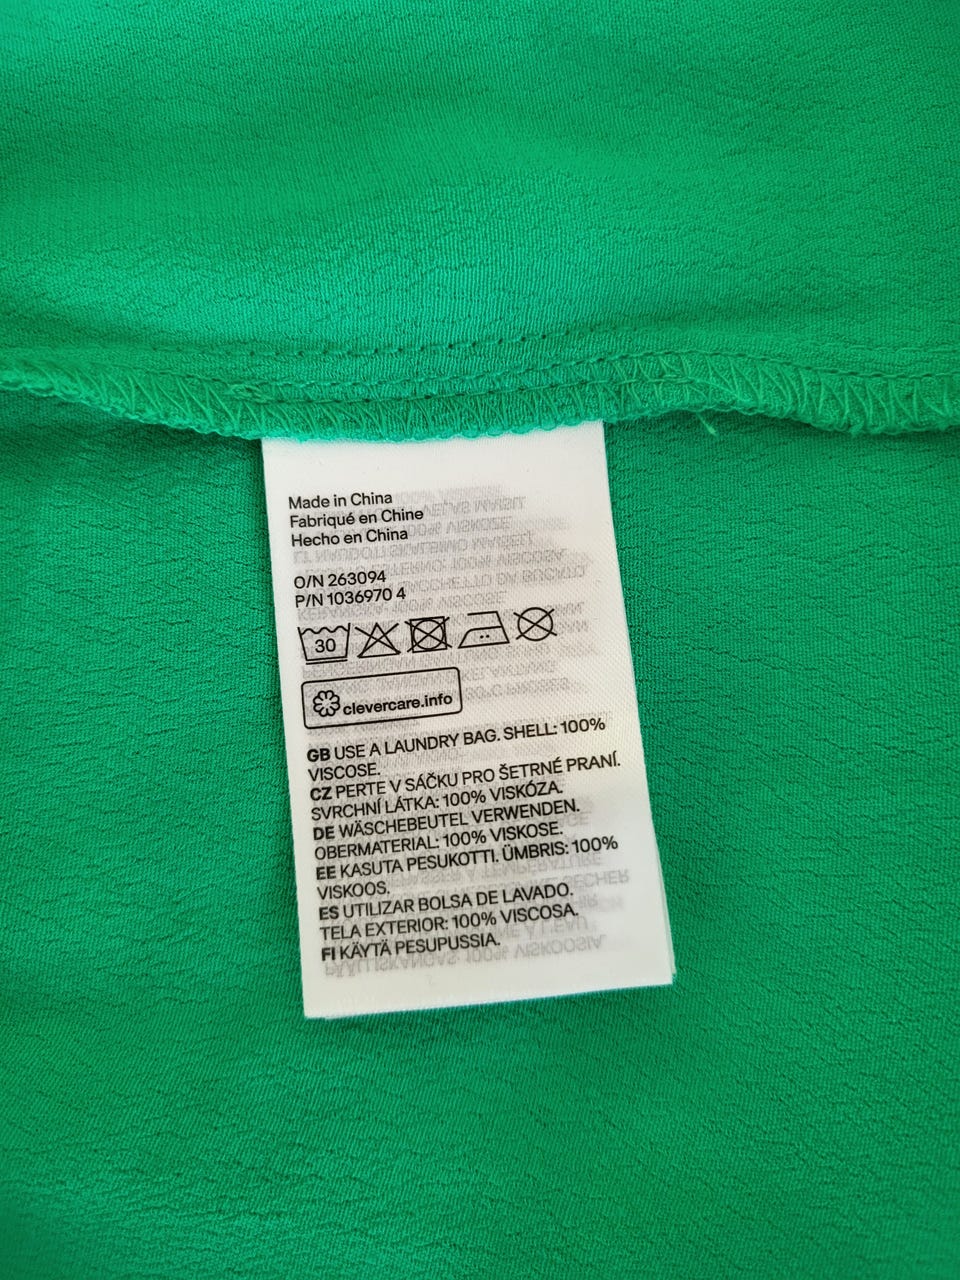 Made in China
Fabriqué en Chine
Hecho en China
O/N 263094
P/N 1036970 4
30
clevercare.info
GB USE A LAUNDRY BAG. SHELL: 100%
VISCOSE.
CZ PERTE V SÁČKU PRO ŠETRNÉ PRANÍ.
SVRCHNÍ LÁTKA: 100% VISKÓZA.
DE WÄSCHEBEUTEL VERWENDEN.
OBERMATERIAL: 100% VISKOSE.
EE KASUTA PESUKOTTI. ÜMBRIS: 100%
VISKOOS.
ES UTILIZAR BOLSA DE LAVADO.
TELA EXTERIOR: 100% VISCOSA.
FI KÄYTÄ PESUPUSSIA.